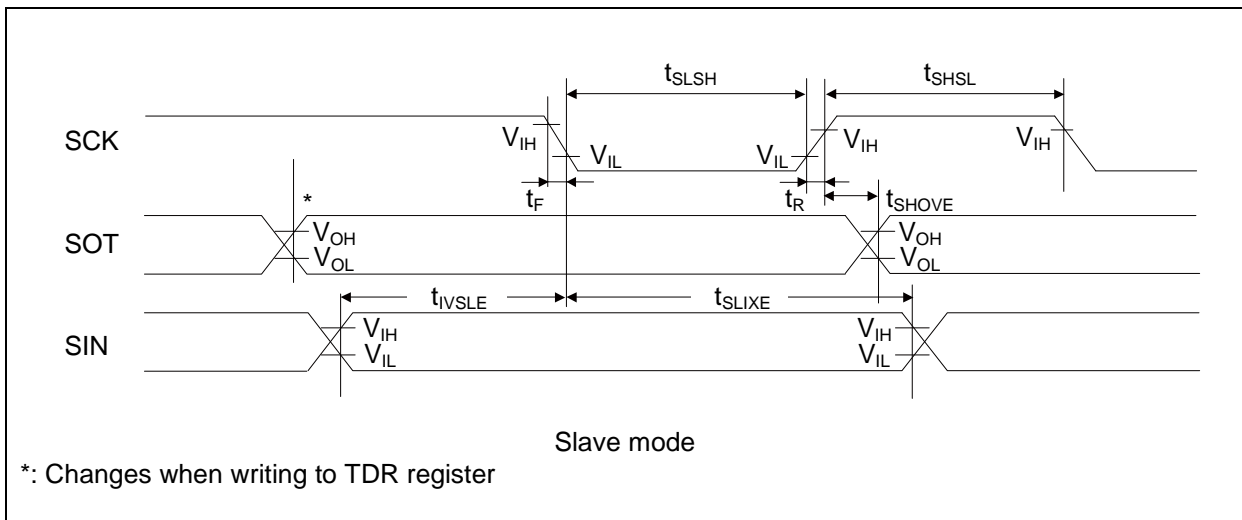 tSLSH
tSHSL
SCK
VIH
VIL
VIL
VIH
VIH
tF
tR
tSHOVE
*
SOT
VOH
VOL
VOH
VOL
tIVSLE
tSLIXE
SIN
VIH
VIL
VIH
VIL
Slave mode
*: Changes when writing to TDR register